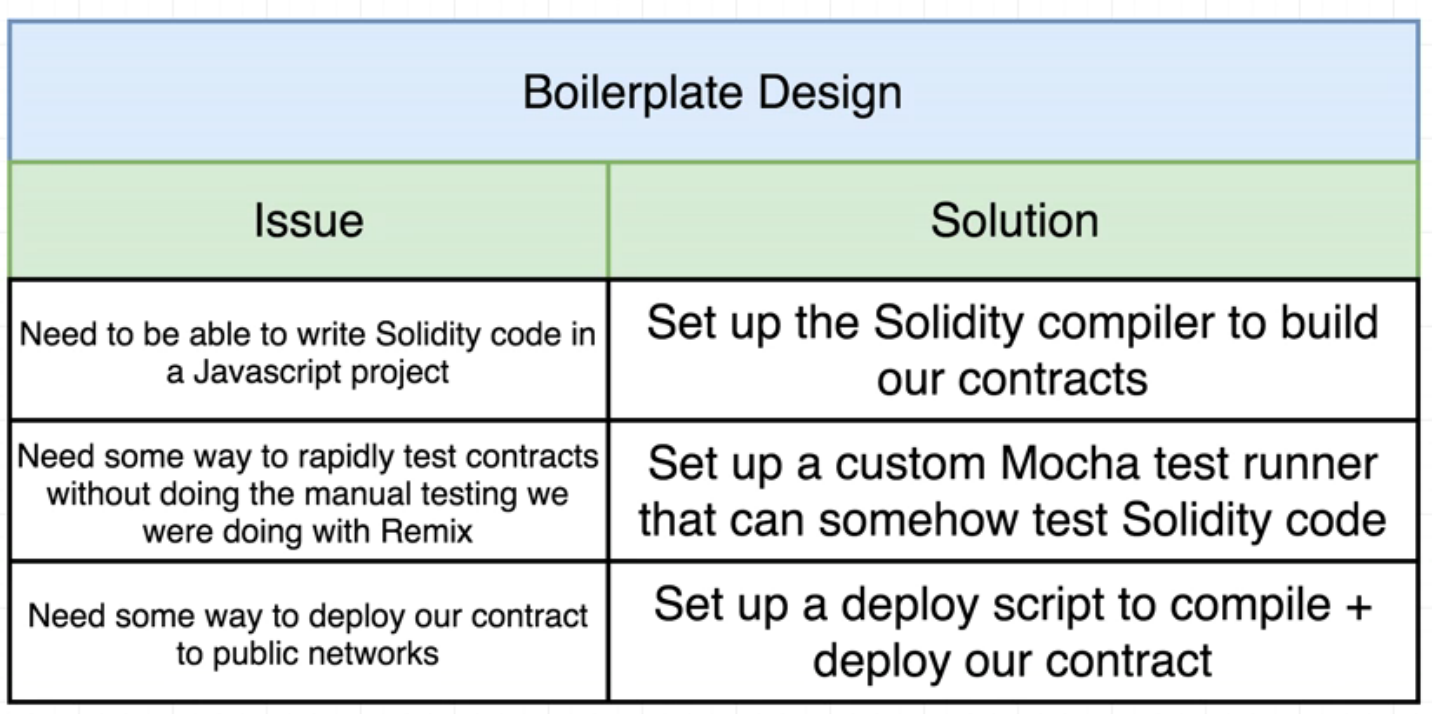 Boilerplate Design
Issue
Solution
Need to be able to write Solidity code in
a Javascript project
Set up the Solidity compiler to build
our contracts
Need some way to rapidly test contracts
without doing the manual testing we
were doing with Remix
Set up a custom Mocha test runner
that can somehow test Solidity code
Need some way to deploy our contract
to public networks
Set up a deploy script to compile +
deploy our contract